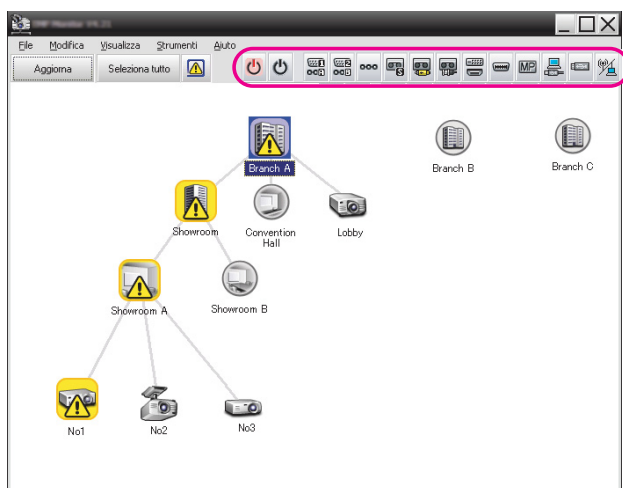 File Modifica Visualizza Strumenti Aiuto
Aggiorna Seleziona tutto
MP
Branch A
Branch B
Branch C
Showroom
Convention
Hall
Lobby
Showroom A
Showroom B
No1
No2
No3